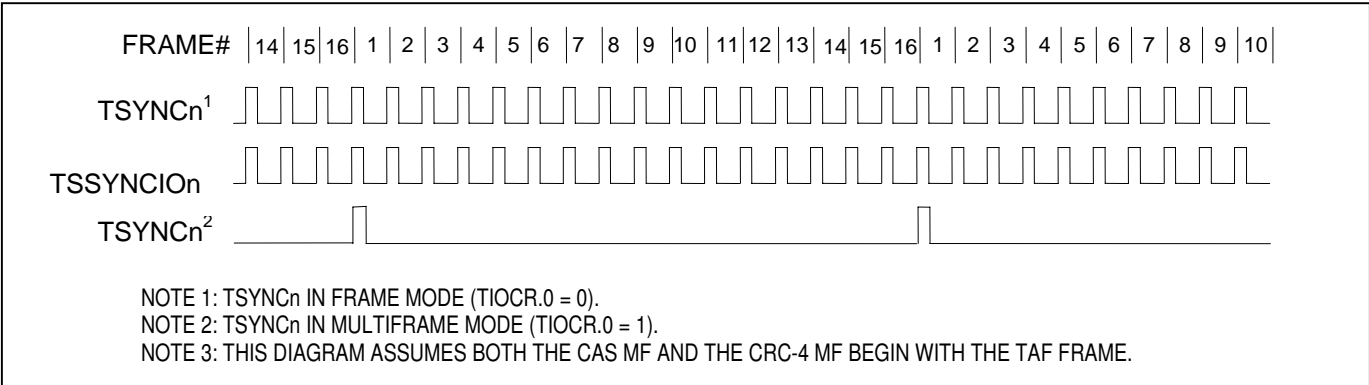 FRAME# 14 15 16 1 2 3 4 5 6 7 8 9 10 11 12 13 14 15 16 1 2 3 4 5 6 7 8 9 10
TSYNCn¹
TSSYNCIOn
TSYNCn²
NOTE 1: TSYNCn IN FRAME MODE (TIOCR.0 = 0).
NOTE 2: TSYNCn IN MULTIFRAME MODE (TIOCR.0 = 1).
NOTE 3: THIS DIAGRAM ASSUMES BOTH THE CAS MF AND THE CRC-4 MF BEGIN WITH THE TAF FRAME.